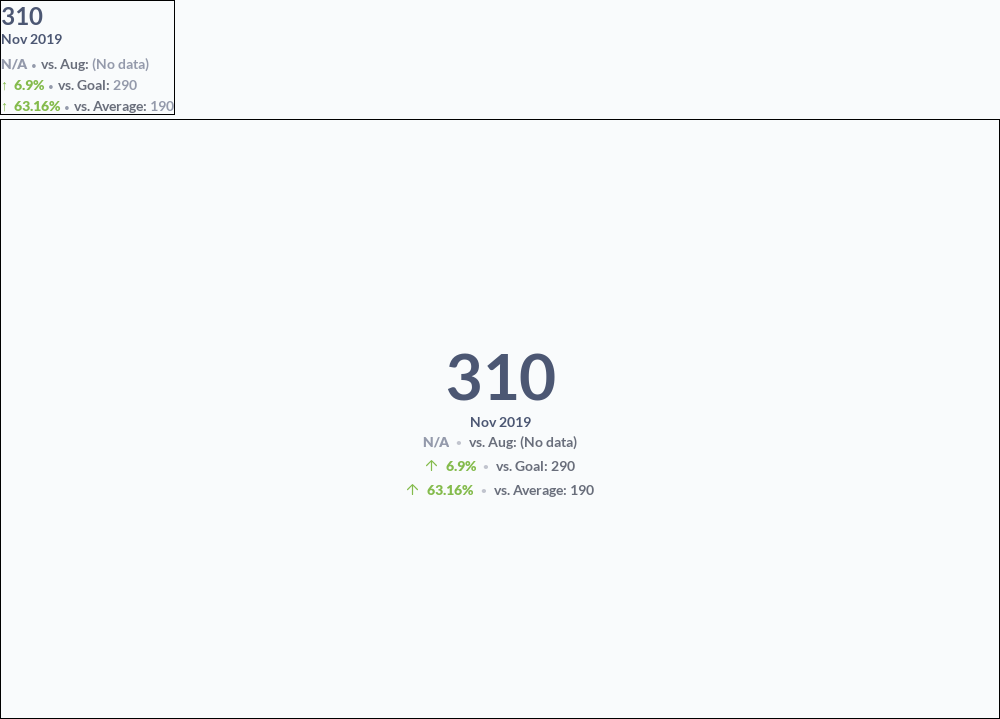 310
Nov 2019
N/A • vs. Aug: (No data)
↑ 6.9% • vs. Goal: 290
↑ 63.16% • vs. Average: 190
310
Nov 2019
N/A • vs. Aug: (No data)
↑ 6.9% • vs. Goal: 290
↑ 63.16% • vs. Average: 190